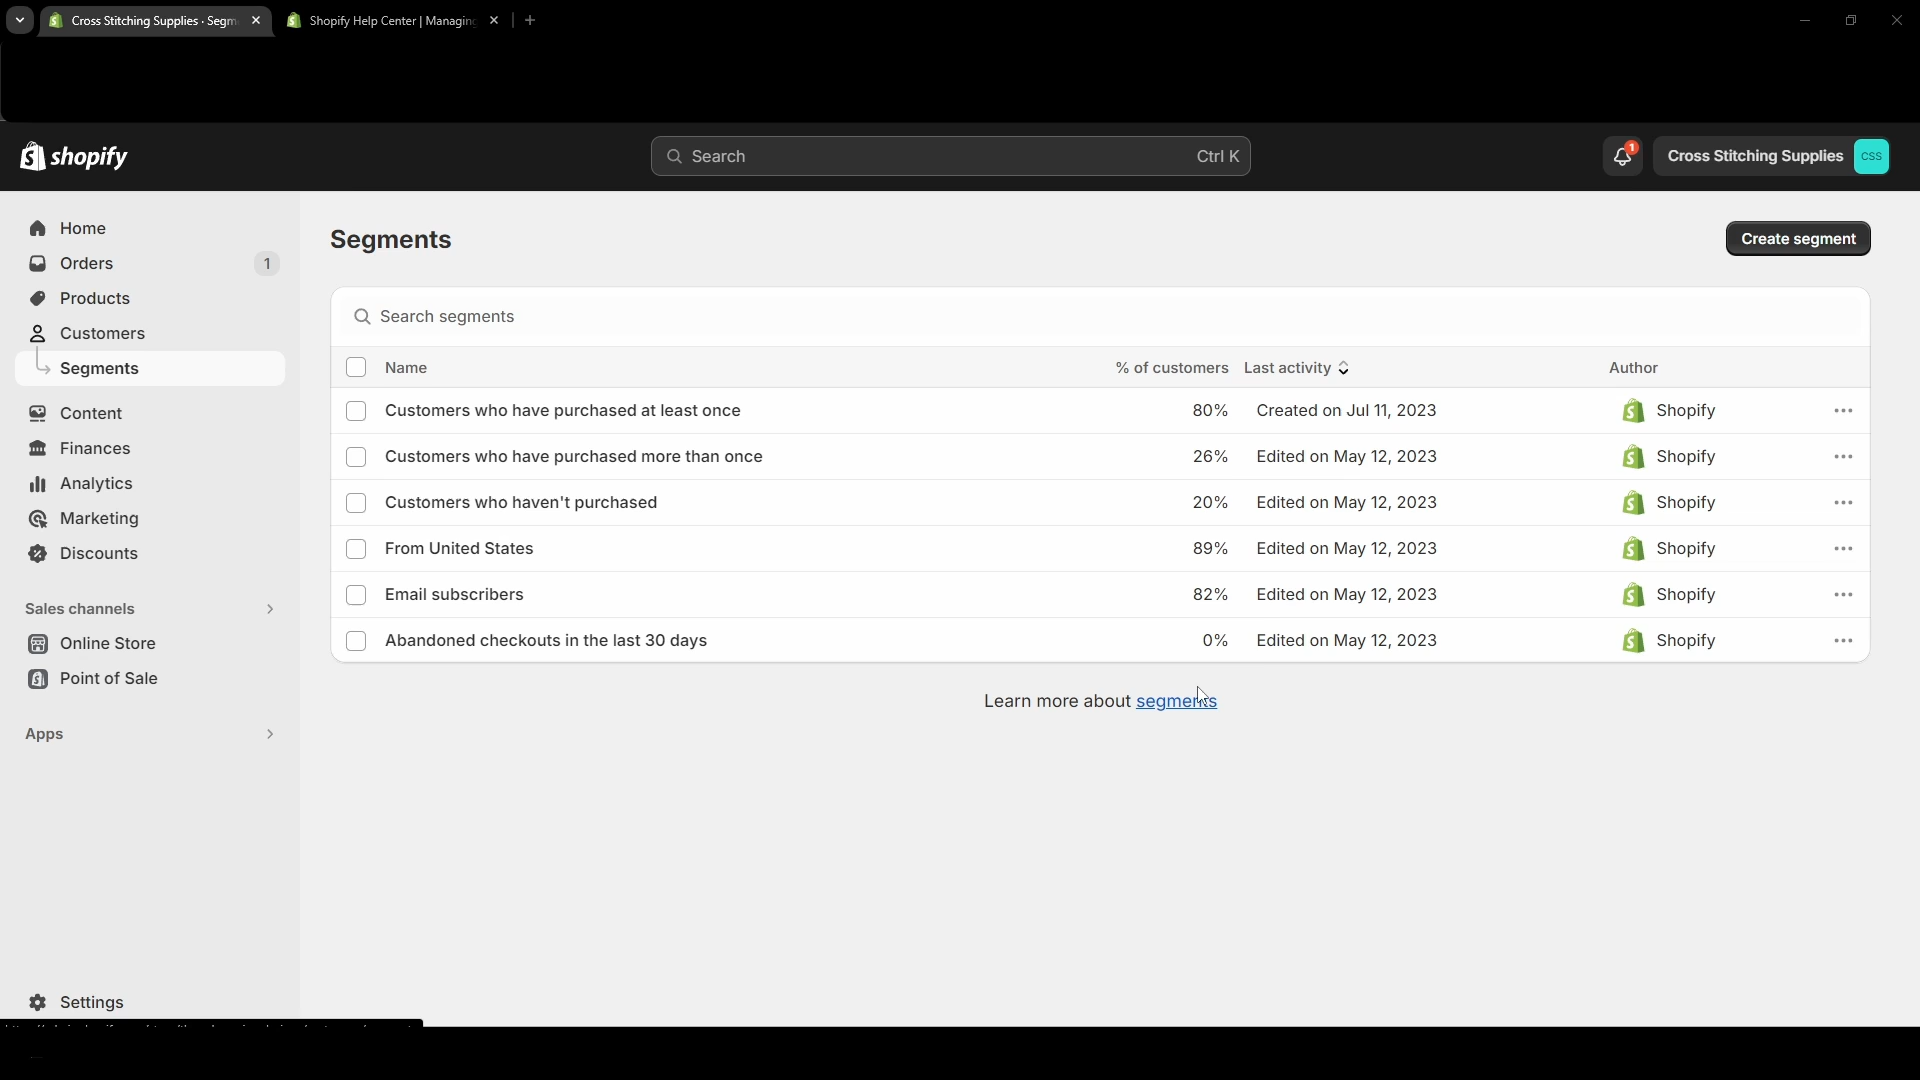 Cross Stitching Supplies · Segm
Shopify Help Center | Managing
shopify
Search
Ctrl K
1
Cross Stitching Supplies
CSS
Home
Orders
1
Products
Customers
Segments
Content
Finances
Analytics
Marketing
Discounts
Sales channels
Online Store
Point of Sale
Apps
Settings
Segments
Create segment
Search segments
Name % of customers Last activity Author
Customers who have purchased at least once 80% Created on Jul 11, 2023 Shopify
Customers who have purchased more than once 26% Edited on May 12, 2023 Shopify
Customers who haven't purchased 20% Edited on May 12, 2023 Shopify
From United States 89% Edited on May 12, 2023 Shopify
Email subscribers 82% Edited on May 12, 2023 Shopify
Abandoned checkouts in the last 30 days 0% Edited on May 12, 2023 Shopify
Learn more about segments